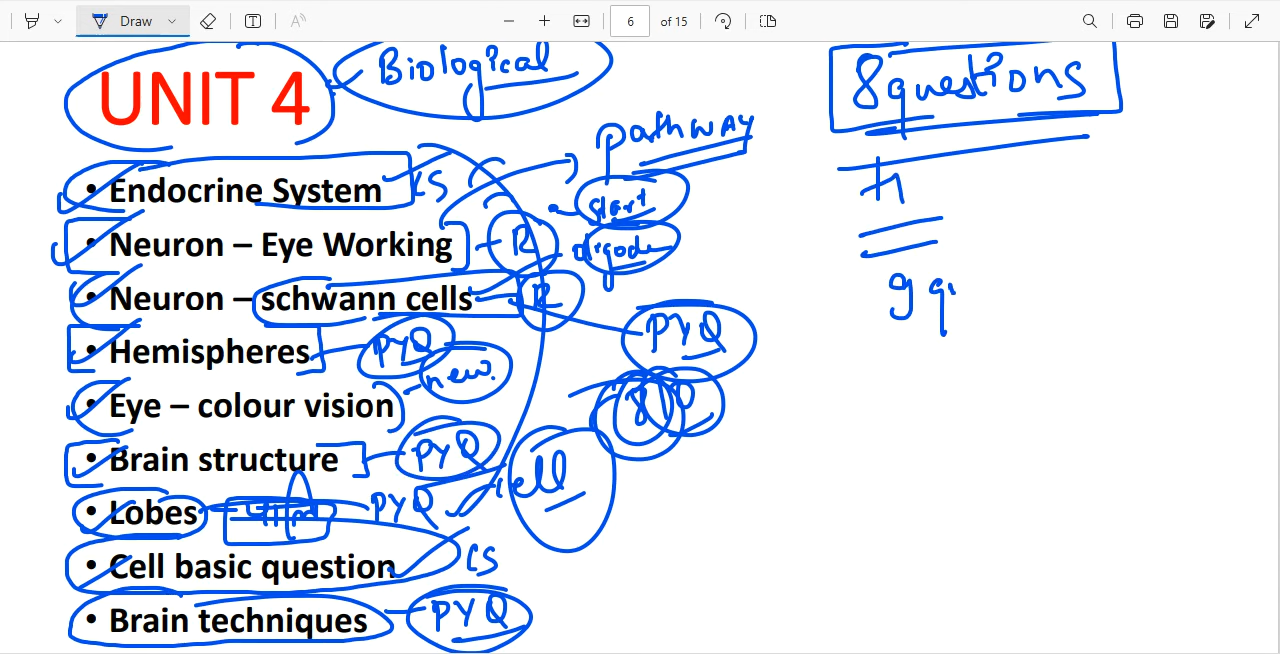 Draw
6 of 15
UNIT 4
Biological
8 questions
pathway
• Endocrine System
CS
start
• Neuron – Eye Working
R
• Neuron – schwann cells
R
9 q
PYQ
• Hemispheres
PYQ
new
• Eye – colour vision
• Brain structure
PYQ
cell
• Lobes
PYQ
• Cell basic question
CS
• Brain techniques
PYQ